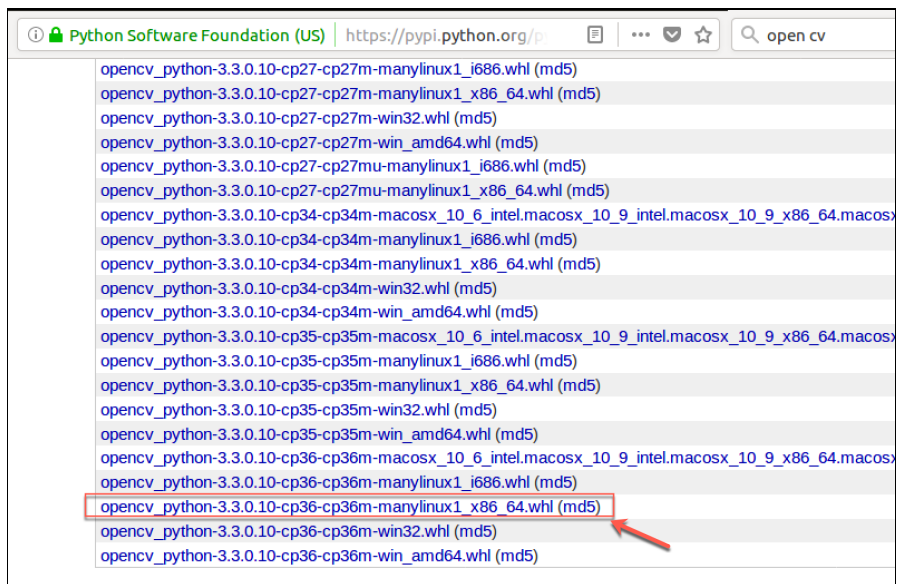 Python Software Foundation (US) https://pypi.python.org/p open cv
opencv_python-3.3.0.10-cp27-cp27m-manylinux1_i686.whl (md5)
opencv_python-3.3.0.10-cp27-cp27m-manylinux1_x86_64.whl (md5)
opencv_python-3.3.0.10-cp27-cp27m-win32.whl (md5)
opencv_python-3.3.0.10-cp27-cp27m-win_amd64.whl (md5)
opencv_python-3.3.0.10-cp27-cp27mu-manylinux1_i686.whl (md5)
opencv_python-3.3.0.10-cp27-cp27mu-manylinux1_x86_64.whl (md5)
opencv_python-3.3.0.10-cp34-cp34m-macosx_10_6_intel.macosx_10_9_intel.macosx_10_9_x86_64.macosx
opencv_python-3.3.0.10-cp34-cp34m-manylinux1_i686.whl (md5)
opencv_python-3.3.0.10-cp34-cp34m-manylinux1_x86_64.whl (md5)
opencv_python-3.3.0.10-cp34-cp34m-win32.whl (md5)
opencv_python-3.3.0.10-cp34-cp34m-win_amd64.whl (md5)
opencv_python-3.3.0.10-cp35-cp35m-macosx_10_6_intel.macosx_10_9_intel.macosx_10_9_x86_64.macosx
opencv_python-3.3.0.10-cp35-cp35m-manylinux1_i686.whl (md5)
opencv_python-3.3.0.10-cp35-cp35m-manylinux1_x86_64.whl (md5)
opencv_python-3.3.0.10-cp35-cp35m-win32.whl (md5)
opencv_python-3.3.0.10-cp35-cp35m-win_amd64.whl (md5)
opencv_python-3.3.0.10-cp36-cp36m-macosx_10_6_intel.macosx_10_9_intel.macosx_10_9_x86_64.macosx
opencv_python-3.3.0.10-cp36-cp36m-manylinux1_i686.whl (md5)
opencv_python-3.3.0.10-cp36-cp36m-manylinux1_x86_64.whl (md5)
opencv_python-3.3.0.10-cp36-cp36m-win32.whl (md5)
opencv_python-3.3.0.10-cp36-cp36m-win_amd64.whl (md5)